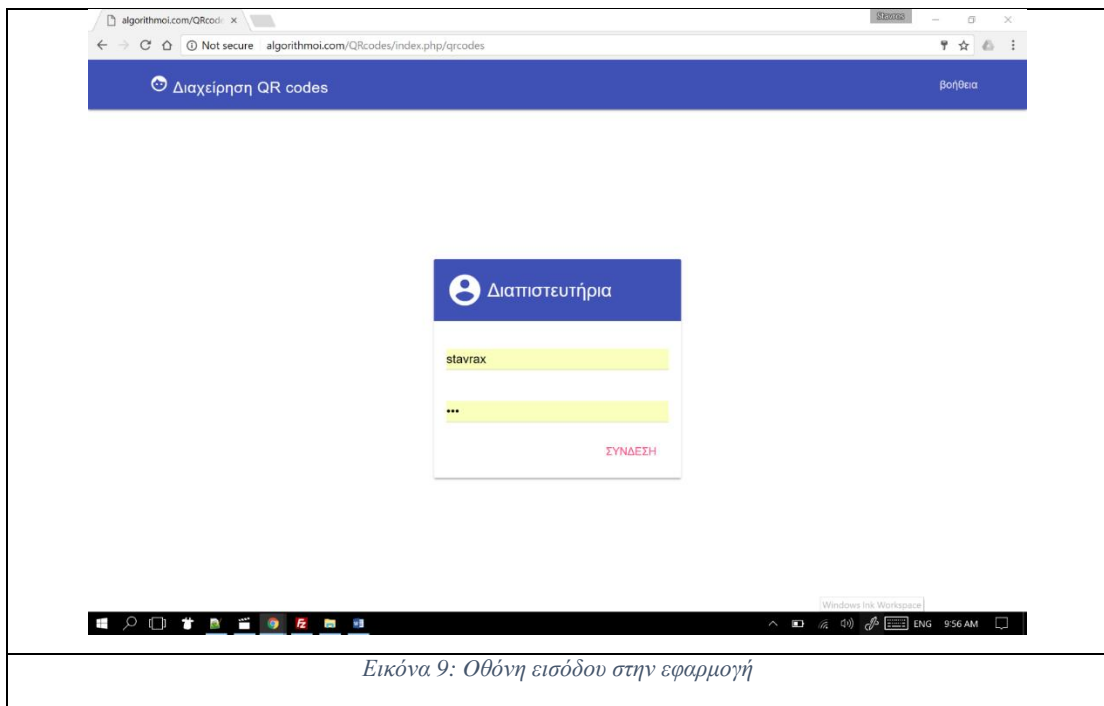 algorithmoi.com/QRcode
Stavros
Not secure algorithmoi.com/QRcodes/index.php/qrcodes
Διαχείρηση QR codes
βοήθεια
Διαπιστευτήρια
stavrax
•••
ΣΥΝΔΕΣΗ
Windows Ink Workspace
ENG 9:56 AM
Εικόνα 9: Οθόνη εισόδου στην εφαρμογή